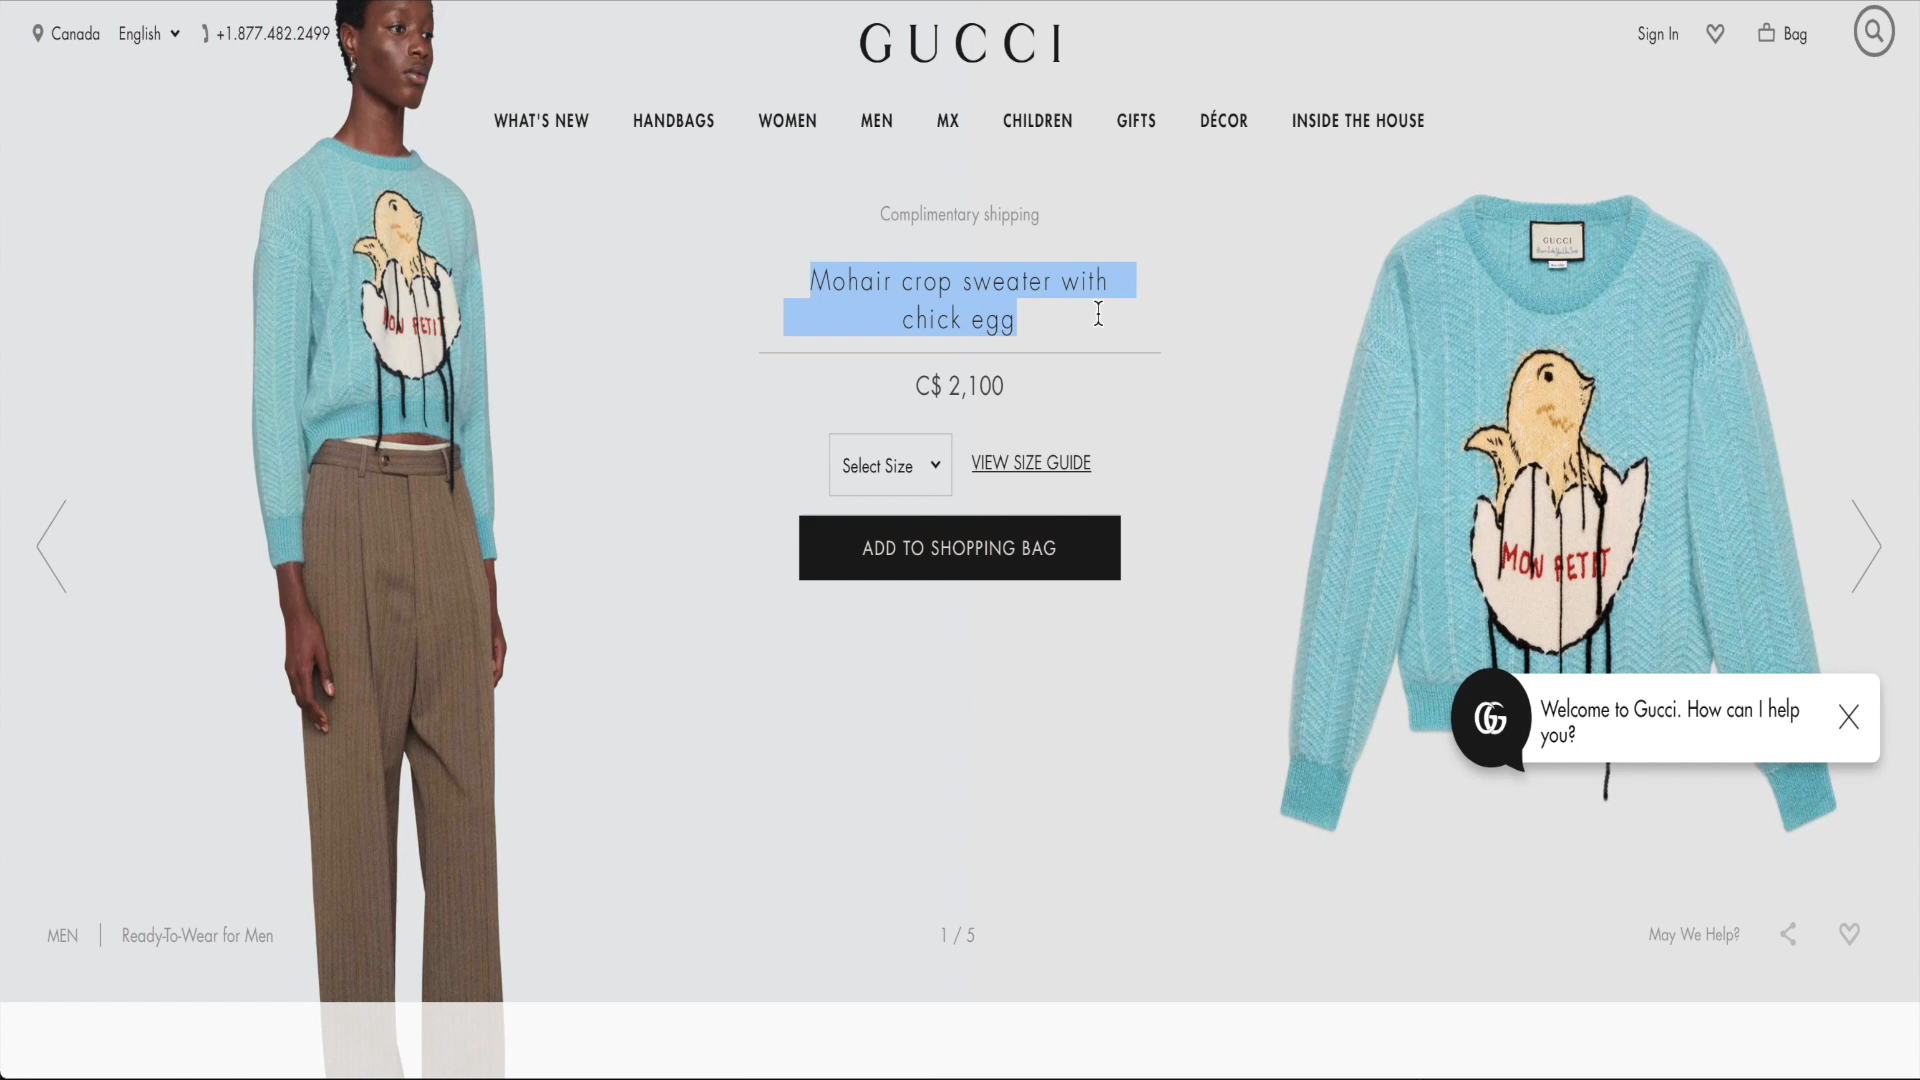 Canada English +1.877.482.2499
GUCCI
Sign In Bag
WHAT'S NEW HANDBAGS WOMEN MEN MX CHILDREN GIFTS DÉCOR INSIDE THE HOUSE
Complimentary shipping
Mohair crop sweater with
chick egg
C$ 2,100
Select Size VIEW SIZE GUIDE
ADD TO SHOPPING BAG
MON PETIT
GUCCI
MON PETIT
Welcome to Gucci. How can I help
you?
MEN Ready-To-Wear for Men
1 / 5
May We Help?